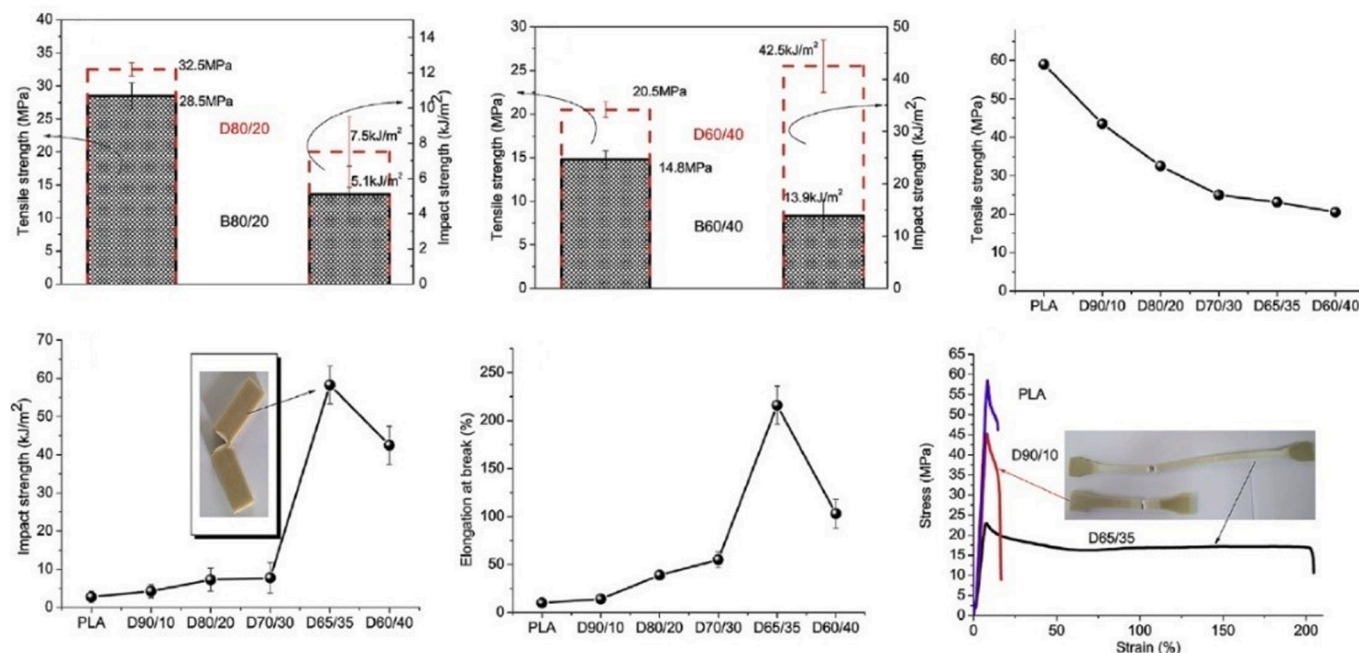 40
35
30
25
20
15
10
5
0
Tensile strength (MPa)
32.5MPa
28.5MPa
D80/20
B80/20
7.5kJ/m²
5.1kJ/m²
14
12
10
8
6
4
2
0
Impact strength (kJ/m²)
30
25
20
15
10
5
0
Tensile strength (MPa)
20.5MPa
14.8MPa
D60/40
B60/40
42.5kJ/m²
13.9kJ/m²
50
40
30
20
10
0
Impact strength (kJ/m²)
60
50
40
30
20
10
0
Tensile strength (MPa)
PLA D90/10 D80/20 D70/30 D65/35 D60/40
70
60
50
40
30
20
10
0
Impact strength (kJ/m²)
PLA D90/10 D80/20 D70/30 D65/35 D60/40
250
200
150
100
50
0
Elongation at break (%)
PLA D90/10 D80/20 D70/30 D65/35 D60/40
65
60
55
50
45
40
35
30
25
20
15
10
5
0
Stress (MPa)
PLA
D90/10
D65/35
0 50 100 150 200
Strain (%)